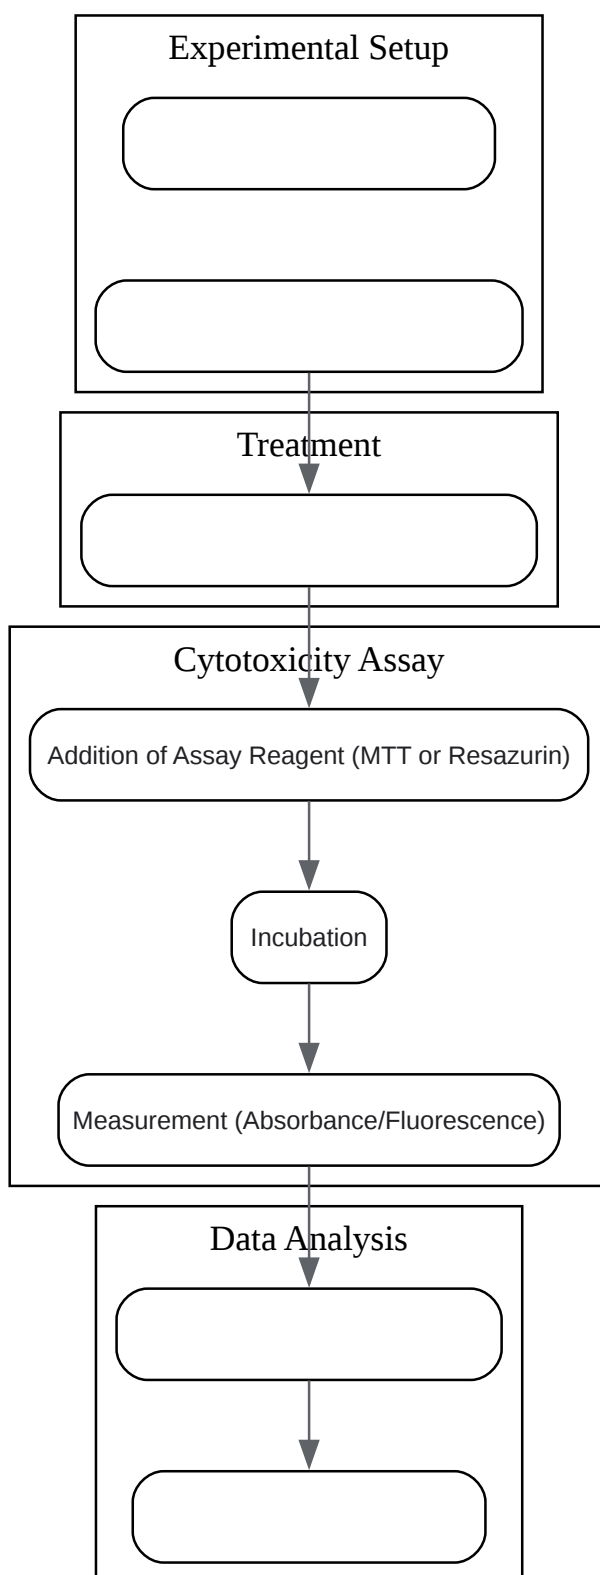 Experimental Setup
Treatment
Cytotoxicity Assay
Addition of Assay Reagent (MTT or Resazurin)
Incubation
Measurement (Absorbance/Fluorescence)
Data Analysis